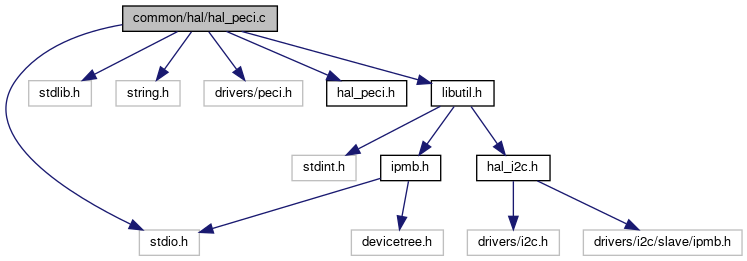 common/hal/hal_peci.c
stdlib.h
string.h
drivers/peci.h
hal_peci.h
libutil.h
stdint.h
ipmb.h
hal_i2c.h
stdio.h
devicetree.h
drivers/i2c.h
drivers/i2c/slave/ipmb.h